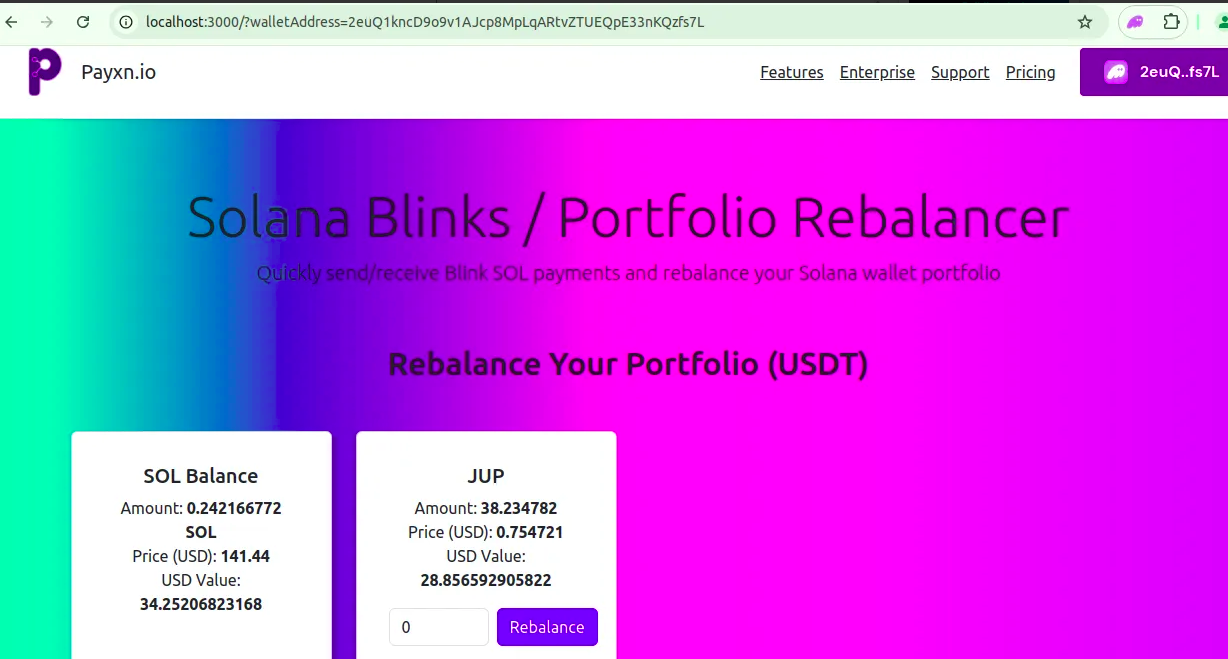 localhost:3000/?walletAddress=2euQ1kncD9o9v1AJcp8MpLqARtvZTUEQpE33nKQzfs7L
Payxn.io
Features Enterprise Support Pricing 2euQ..fs7L
Solana Blinks / Portfolio Rebalancer
Quickly send/receive Blink SOL payments and rebalance your Solana wallet portfolio
Rebalance Your Portfolio (USDT)
SOL Balance
Amount: 0.242166772
SOL
Price (USD): 141.44
USD Value:
34.25206823168
JUP
Amount: 38.234782
Price (USD): 0.754721
USD Value:
28.856592905822
0 Rebalance